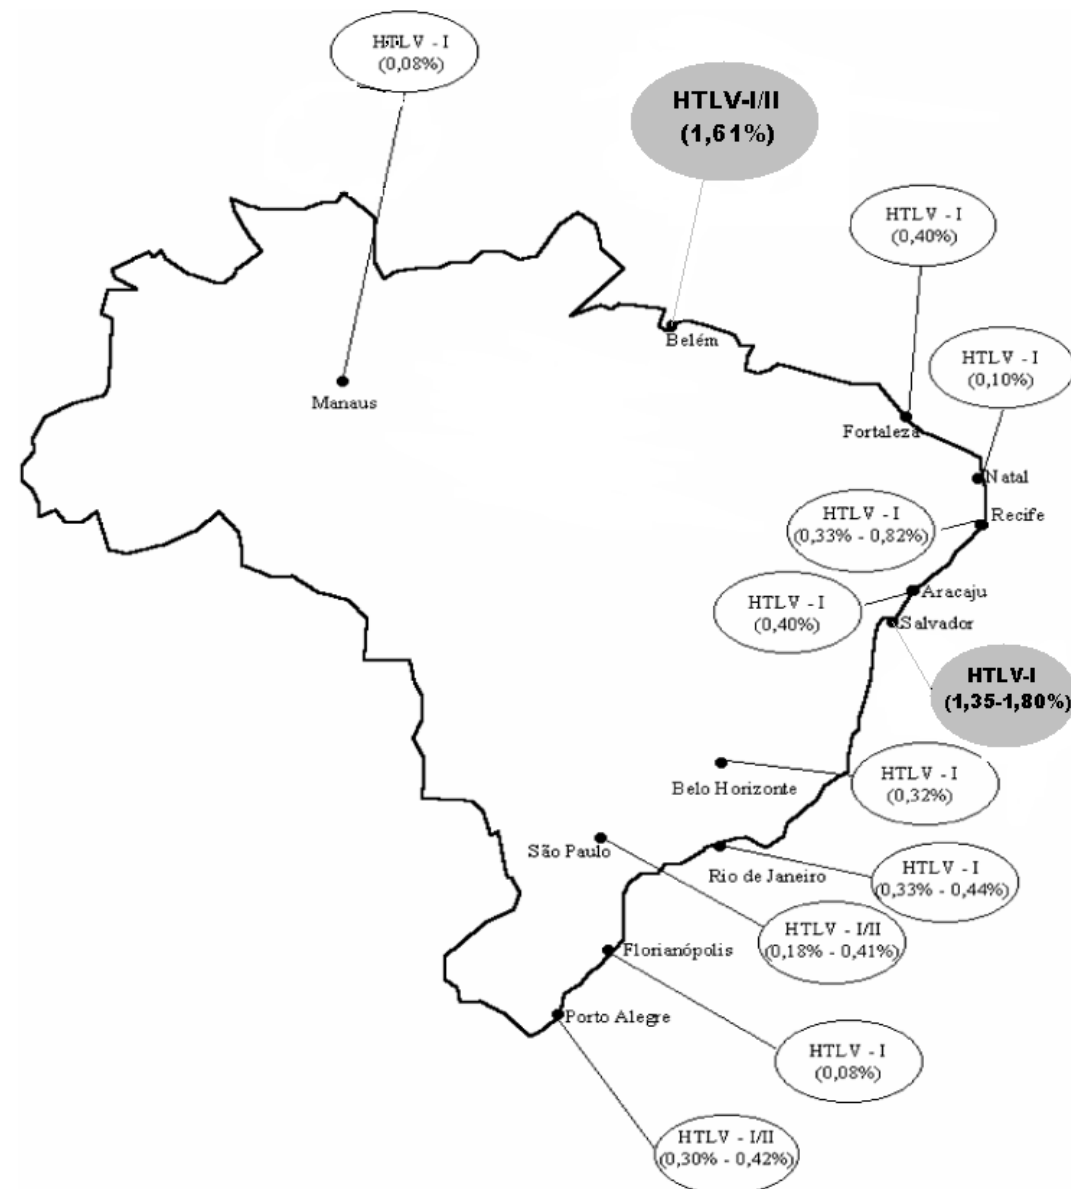 HTLV - I
(0,08%)
HTLV-I/II
(1,61%)
HTLV - I
(0,40%)
Belém
HTLV - I
(0,10%)
Manaus
Fortaleza
Natal
HTLV - I
(0,33% - 0,82%)
Recife
HTLV - I
(0,40%)
Aracaju
Salvador
HTLV-I
(1,35-1,80%)
HTLV - I
(0,32%)
Belo Horizonte
São Paulo
Rio de Janeiro
HTLV - I
(0,33% - 0,44%)
HTLV - I/II
(0,18% - 0,41%)
Florianópolis
Porto Alegre
HTLV - I
(0,08%)
HTLV - I/II
(0,30% - 0,42%)